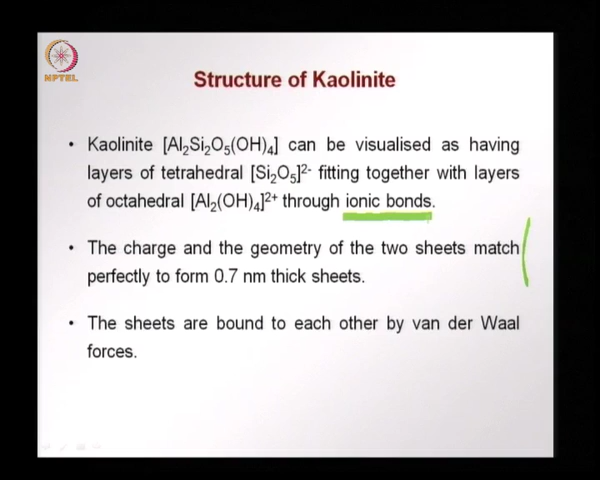 NPTEL
Structure of Kaolinite
• Kaolinite [Al₂Si₂O₅(OH)₄] can be visualised as having
layers of tetrahedral [Si₂O₅]²⁻ fitting together with layers
of octahedral [Al₂(OH)₄]²⁺ through ionic bonds.
• The charge and the geometry of the two sheets match
perfectly to form 0.7 nm thick sheets.
• The sheets are bound to each other by van der Waal
forces.